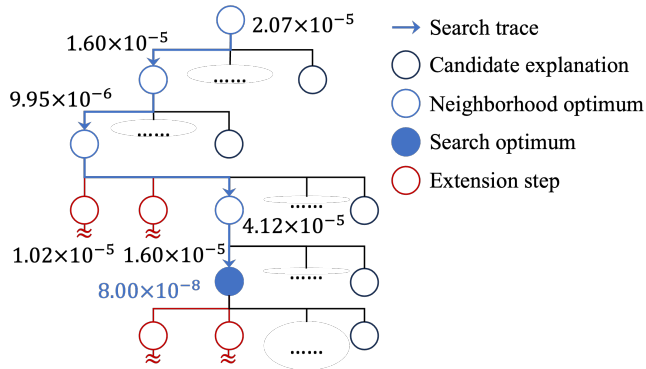 2.07×10⁻⁵
1.60×10⁻⁵
......
9.95×10⁻⁶
......
......
4.12×10⁻⁵
1.02×10⁻⁵ 1.60×10⁻⁵
......
8.00×10⁻⁸
......
Search trace
Candidate explanation
Neighborhood optimum
Search optimum
Extension step